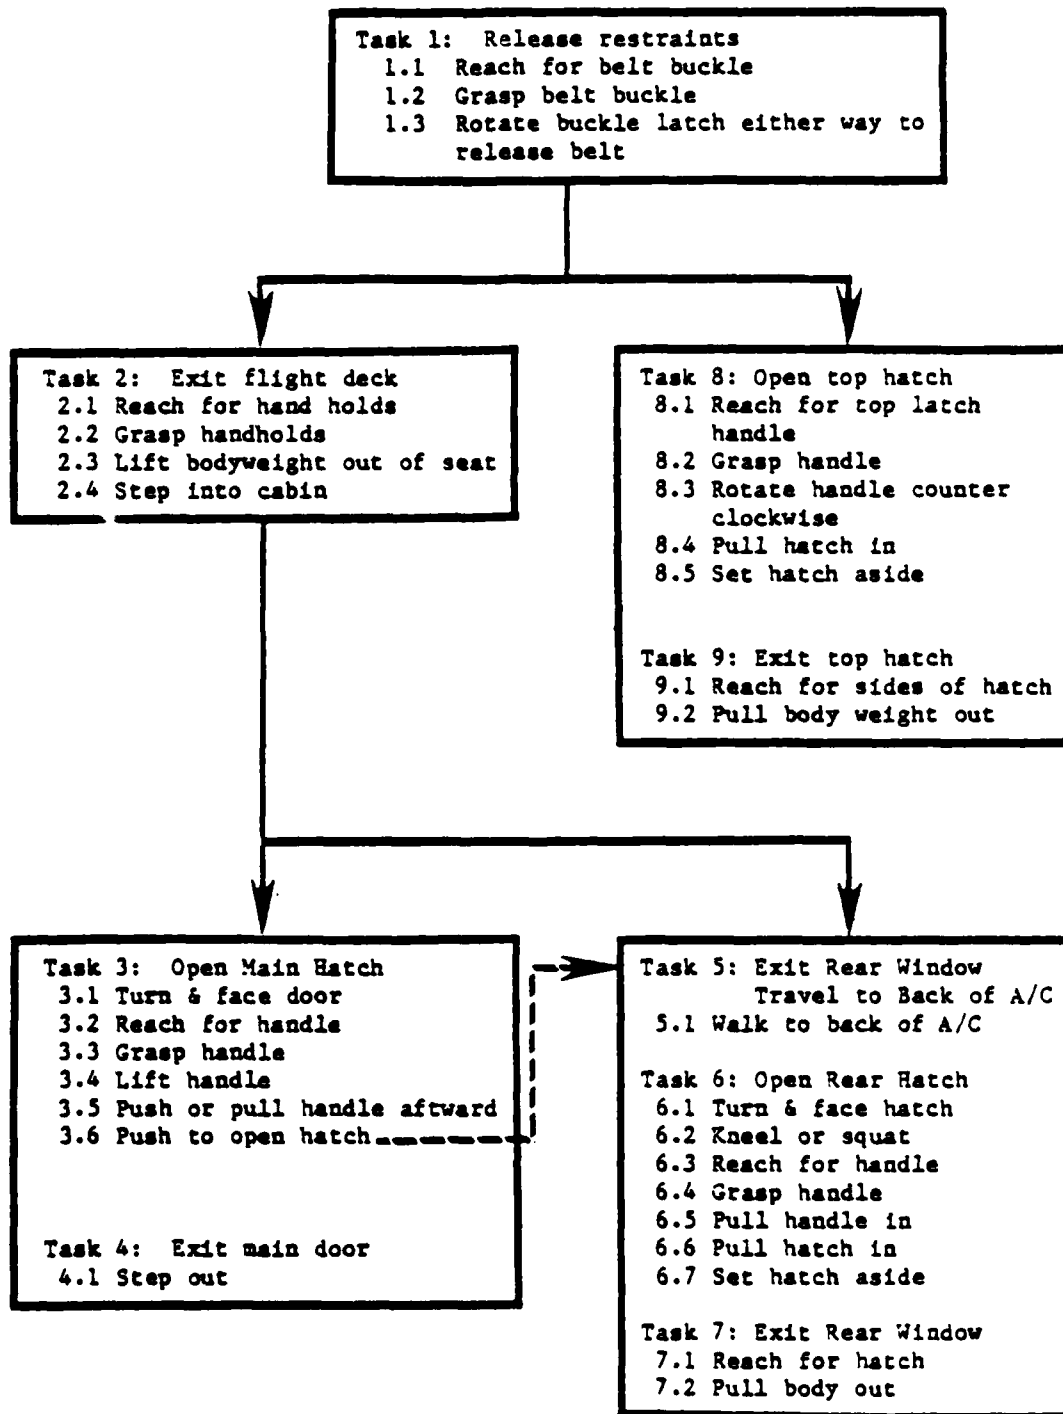 Task 1: Release restraints
1.1 Reach for belt buckle
1.2 Grasp belt buckle
1.3 Rotate buckle latch either way to
release belt
Task 2: Exit flight deck
2.1 Reach for hand holds
2.2 Grasp handholds
2.3 Lift bodyweight out of seat
2.4 Step into cabin
Task 8: Open top hatch
8.1 Reach for top latch
handle
8.2 Grasp handle
8.3 Rotate handle counter
clockwise
8.4 Pull hatch in
8.5 Set hatch aside
Task 9: Exit top hatch
9.1 Reach for sides of hatch
9.2 Pull body weight out
Task 3: Open Main Hatch
3.1 Turn & face door
3.2 Reach for handle
3.3 Grasp handle
3.4 Lift handle
3.5 Push or pull handle aftward
3.6 Push to open hatch
Task 4: Exit main door
4.1 Step out
Task 5: Exit Rear Window
Travel to Back of A/C
5.1 Walk to back of A/C
Task 6: Open Rear Hatch
6.1 Turn & face hatch
6.2 Kneel or squat
6.3 Reach for handle
6.4 Grasp handle
6.5 Pull handle in
6.6 Pull hatch in
6.7 Set hatch aside
Task 7: Exit Rear Window
7.1 Reach for hatch
7.2 Pull body out